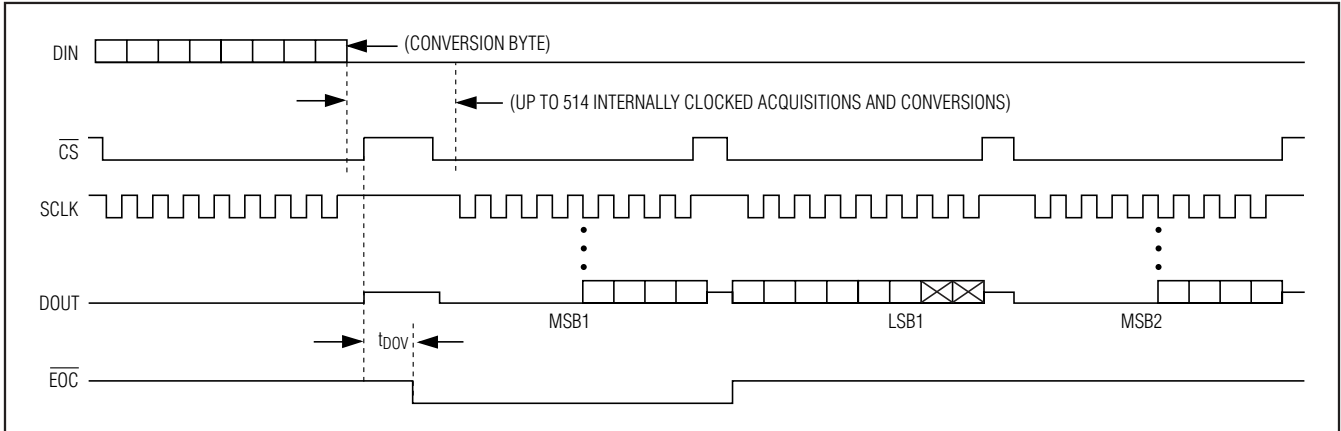 DIN
(CONVERSION BYTE)
(UP TO 514 INTERNALLY CLOCKED ACQUISITIONS AND CONVERSIONS)
CS
SCLK
DOUT
MSB1
LSB1
MSB2
tDOV
EOC